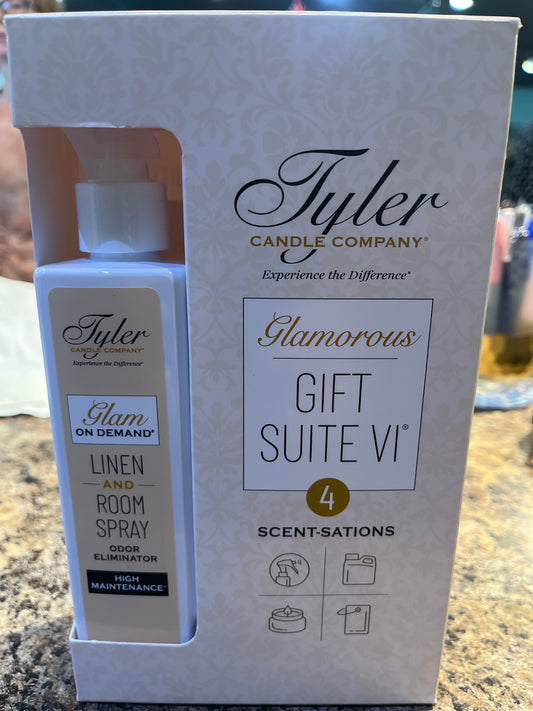 Tyler
CANDLE COMPANY®
Experience the Difference®
Glamorous
GIFT
SUITE VI®
4
SCENT-SATIONS
Tyler
CANDLE COMPANY®
Experience the Difference®
Glam
ON DEMAND®
LINEN
AND
ROOM
SPRAY
ODOR
ELIMINATOR
HIGH
MAINTENANCE®